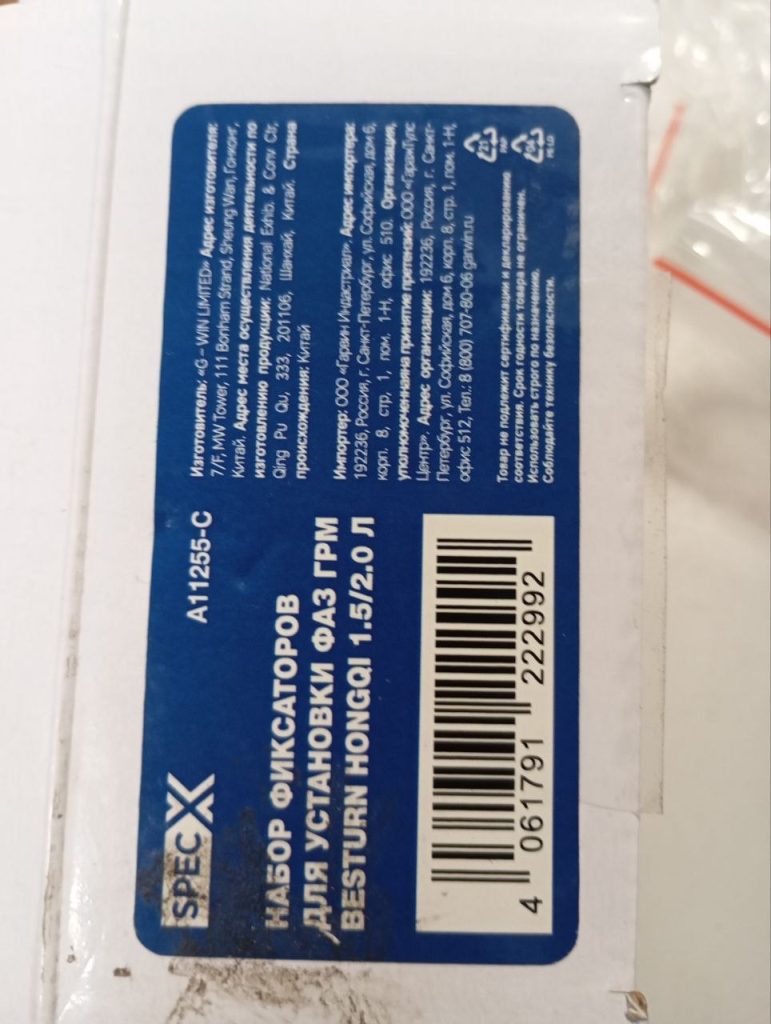 SPECX
A11255-C
НАБОР ФИКСАТОРОВ
ДЛЯ УСТАНОВКИ ФАЗ ГРМ
BESTURN HONGQI 1.5/2.0 Л
4 061791 222992
Изготовитель: «G – WIN LIMITED» Адрес изготовителя:
7/F, MW Tower, 111 Bonham Strand, Sheung Wan, Гонконг,
Китай. Адрес места осуществления деятельности по
изготовлению продукции: National Exhib. & Conv Ctr,
Qing Pu Qu, 333, 201106, Шанхай, Китай. Страна
происхождения: Китай
Импортер: ООО «Гарвин Индастриал». Адрес импортера:
192236, Россия, г. Санкт-Петербург, ул. Софийская, дом 6,
корп. 8, стр, 1, пом. 1-Н, офис 510. Организация,
уполномоченная на принятие претензий: ООО «ГаражТулс
Центр». Адрес организации: 192236, Россия, г. Санкт-
Петербург, ул. Софийская, дом 6, корп. 8, стр. 1, пом. 1-Н,
офис 512, Тел.: 8 (800) 707-80-06 garwin.ru
Товар не подлежит сертификации и декларированию
соответствия. Срок годности товара не ограничен.
Использовать строго по назначению.
Соблюдайте технику безопасности.
21
PAP
04